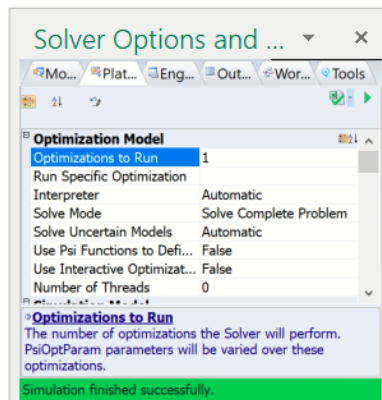 Solver Options and ...
Mo... Plat... Eng... Out... Wor... Tools
Optimization Model
Optimizations to Run 1
Run Specific Optimization
Interpreter Automatic
Solve Mode Solve Complete Problem
Solve Uncertain Models Automatic
Use Psi Functions to Defi... False
Use Interactive Optimizat... False
Number of Threads 0
Simulation Model
Optimizations to Run
The number of optimizations the Solver will perform.
PsiOptParam parameters will be varied over these
optimizations.
Simulation finished successfully.